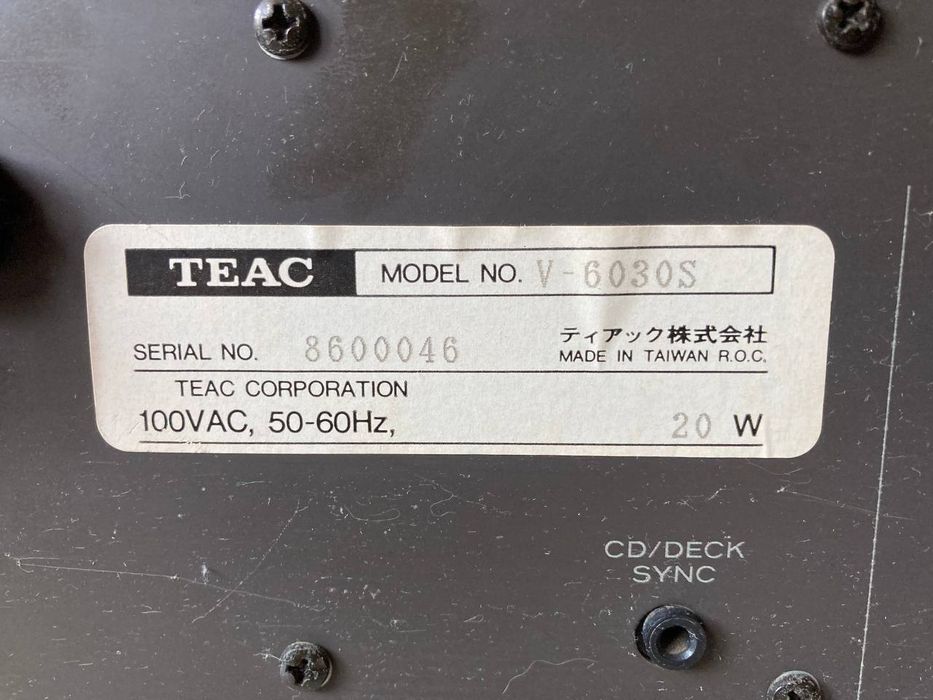 TEAC MODEL NO. V-6030S
ティアック株式会社
SERIAL NO. 8600046 MADE IN TAIWAN R.O.C.
TEAC CORPORATION
100VAC, 50-60Hz, 20 W
CD/DECK
SYNC